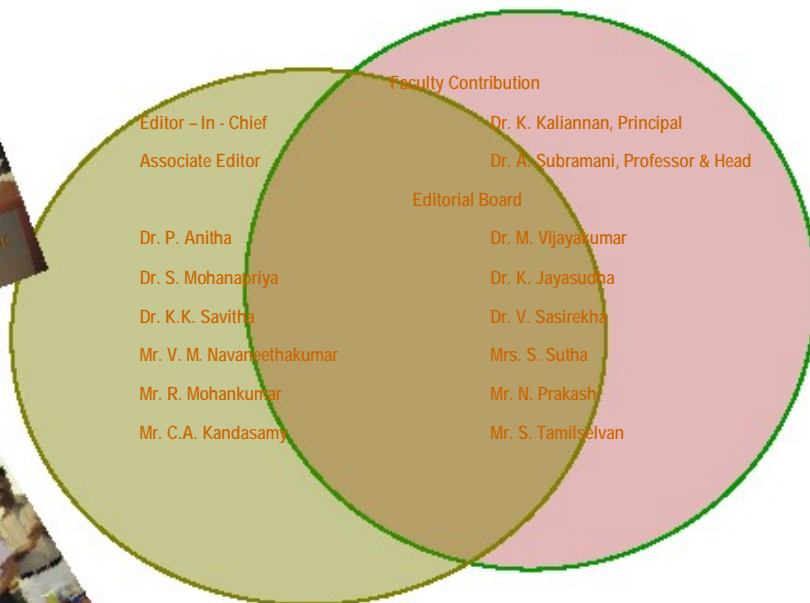 Faculty Contribution
Editor – In - Chief Dr. K. Kaliannan, Principal
Associate Editor Dr. A. Subramani, Professor & Head
Editorial Board
Dr. P. Anitha Dr. M. Vijayakumar
Dr. S. Mohanapriya Dr. K. Jayasudha
Dr. K.K. Savitha Dr. V. Sasirekha
Mr. V. M. Navaneethakumar Mrs. S. Sutha
Mr. R. Mohankumar Mr. N. Prakash
Mr. C.A. Kandasamy Mr. S. Tamilselvan